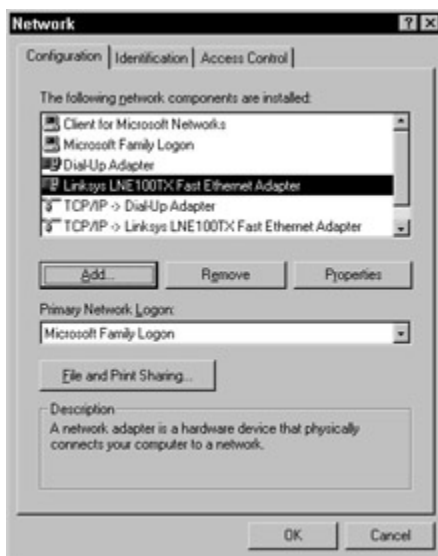 Network
Configuration Identification Access Control
The following network components are installed:
Client for Microsoft Networks
Microsoft Family Logon
Dial-Up Adapter
Linksys LNE100TX Fast Ethernet Adapter
TCP/IP -> Dial-Up Adapter
TCP/IP -> Linksys LNE100TX Fast Ethernet Adapter
Add... Remove Properties
Primary Network Logon:
Microsoft Family Logon
File and Print Sharing...
Description
A network adapter is a hardware device that physically
connects your computer to a network.
OK Cancel